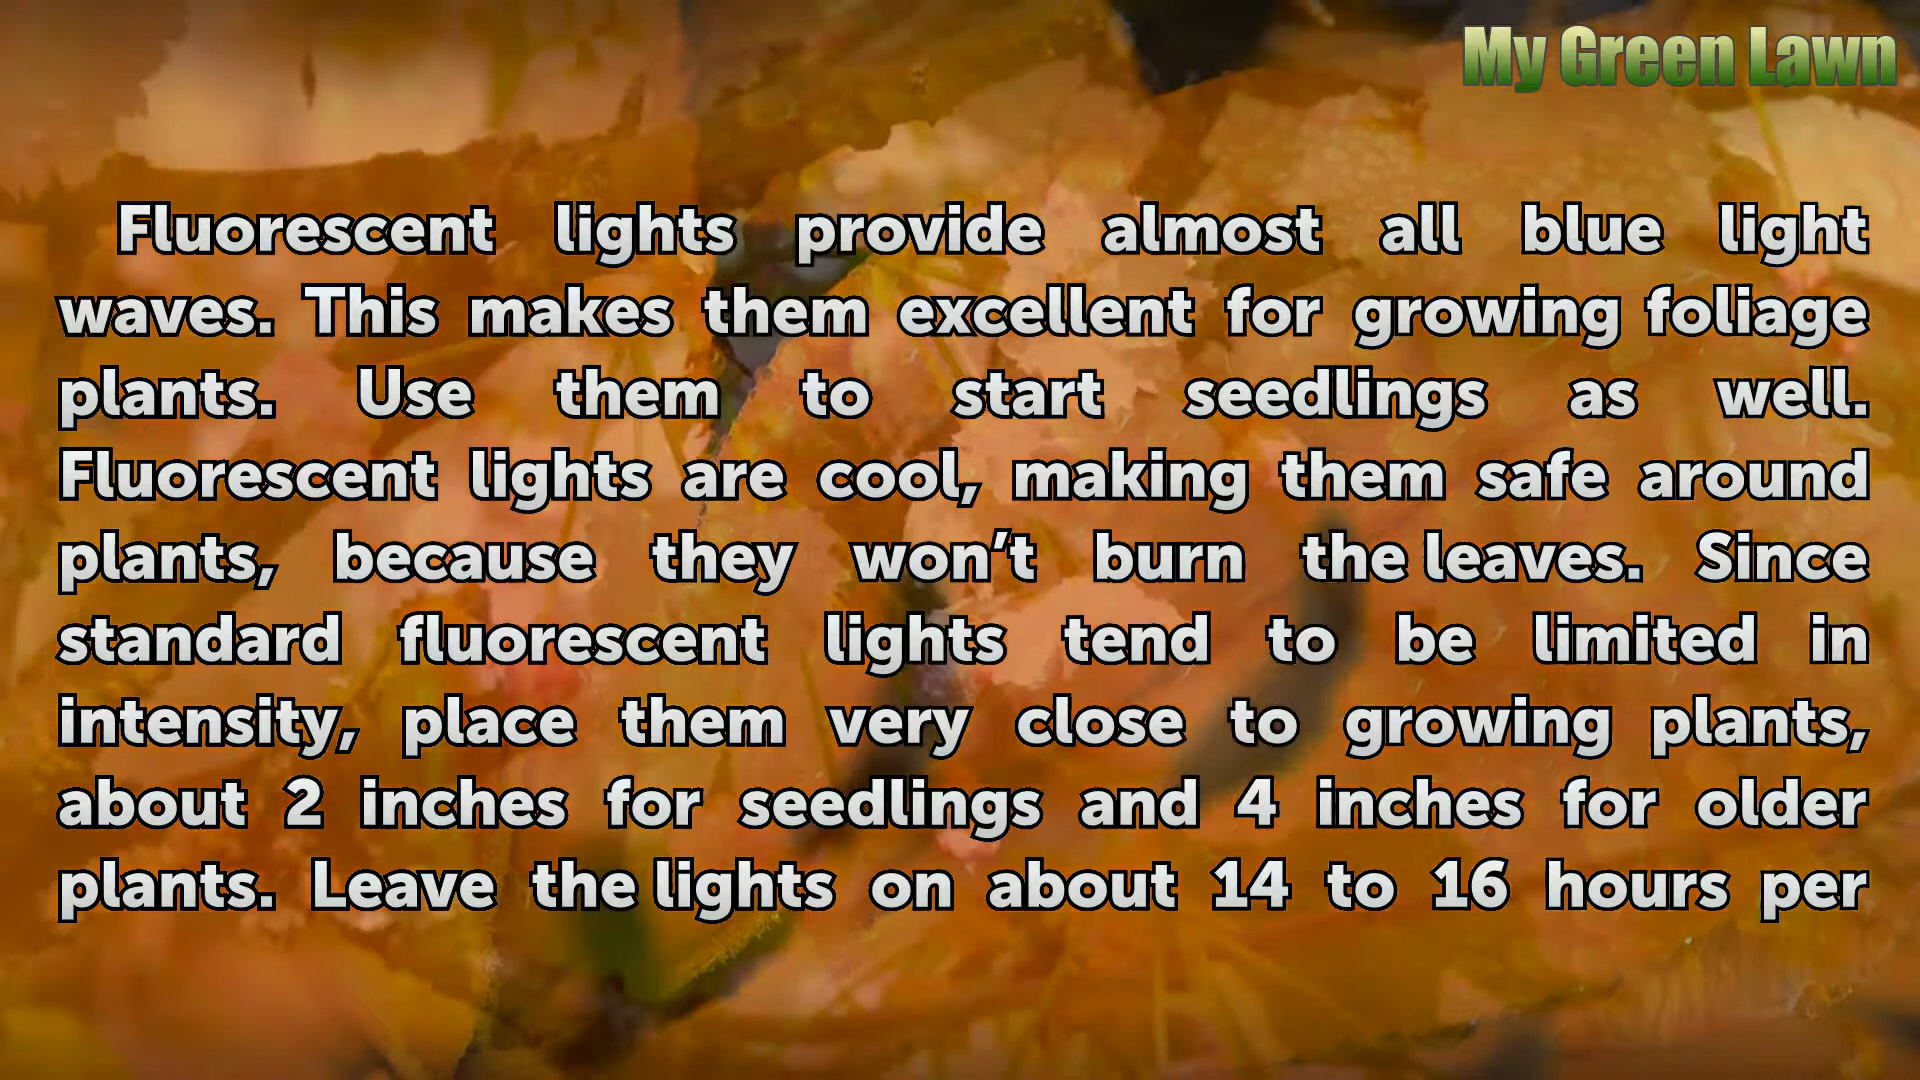 My Green Lawn
Fluorescent lights provide almost all blue light
waves. This makes them excellent for growing foliage
plants. Use them to start seedlings as well.
Fluorescent lights are cool, making them safe around
plants, because they won’t burn the leaves. Since
standard fluorescent lights tend to be limited in
intensity, place them very close to growing plants,
about 2 inches for seedlings and 4 inches for older
plants. Leave the lights on about 14 to 16 hours per